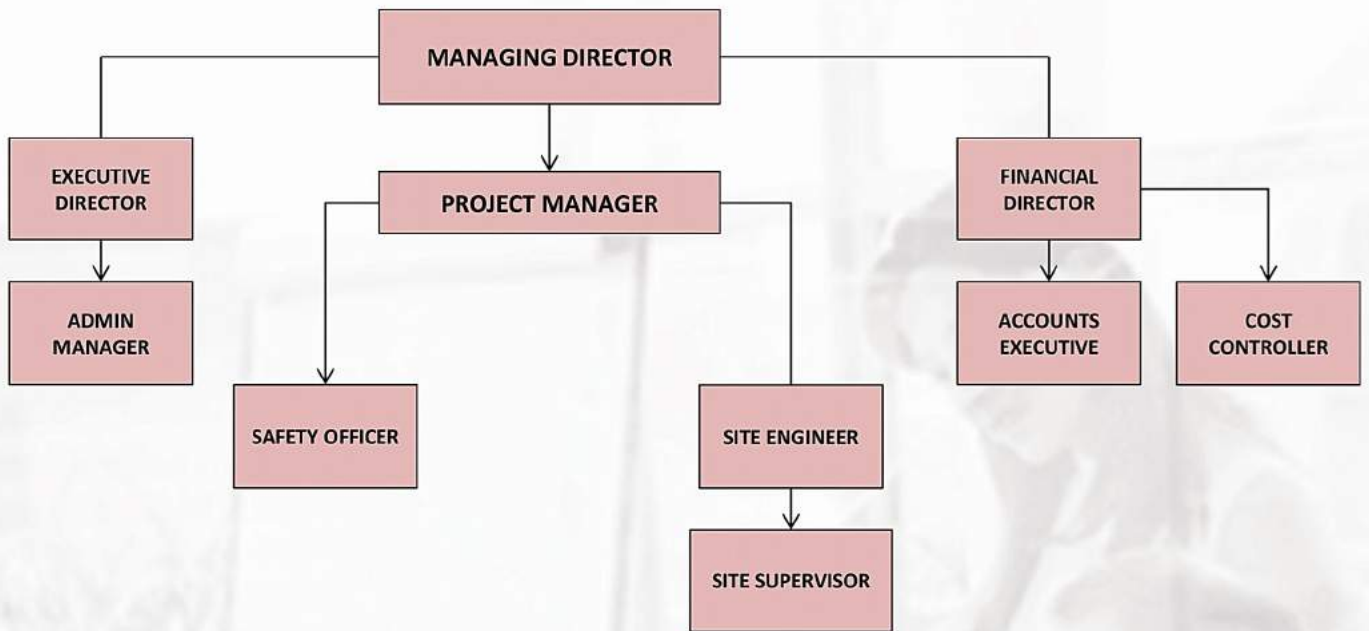 MANAGING DIRECTOR
EXECUTIVE
DIRECTOR
PROJECT MANAGER
FINANCIAL
DIRECTOR
ADMIN
MANAGER
ACCOUNTS
EXECUTIVE
COST
CONTROLLER
SAFETY OFFICER
SITE ENGINEER
SITE SUPERVISOR